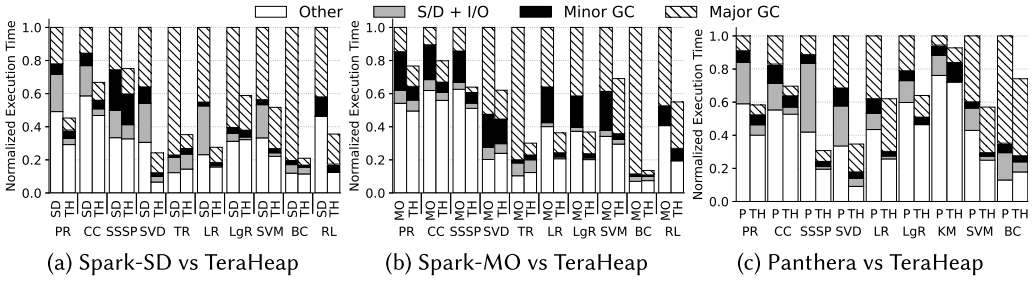 Other S/D + I/O Minor GC Major GC
Normalized Execution Time
1.0
0.8
0.6
0.4
0.2
0.0
SD TH SD TH SD TH SD TH SD TH SD TH SD TH SD TH SD TH SD TH
PR CC SSSP SVD TR LR LgR SVM BC RL
(a) Spark-SD vs TeraHeap
Normalized Execution Time
1.0
0.8
0.6
0.4
0.2
0.0
MO TH MO TH MO TH MO TH MO TH MO TH MO TH MO TH MO TH MO TH
PR CC SSSP SVD TR LR LgR SVM BC RL
(b) Spark-MO vs TeraHeap
Normalized Execution Time
1.0
0.8
0.6
0.4
0.2
0.0
P TH P TH P TH P TH P TH P TH P TH P TH P TH
PR CC SSSP SVD LR LgR KM SVM BC
(c) Panthera vs TeraHeap